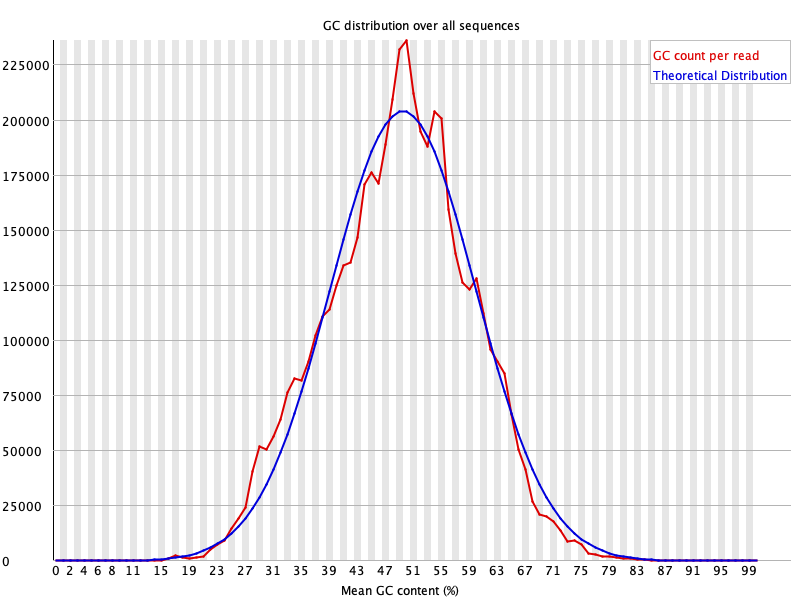 GC distribution over all sequences
GC count per read
Theoretical Distribution
225000
200000
175000
150000
125000
100000
75000
50000
25000
0
0 2 4 6 8 11 15 19 23 27 31 35 39 43 47 51 55 59 63 67 71 75 79 83 87 91 95 99
Mean GC content (%)